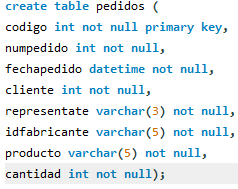 create table pedidos (
codigo int not null primary key,
numpedido int not null,
fechapedido datetime not null,
cliente int not null,
representate varchar(3) not null,
idfabricante varchar(5) not null,
producto varchar(5) not null,
cantidad int not null);